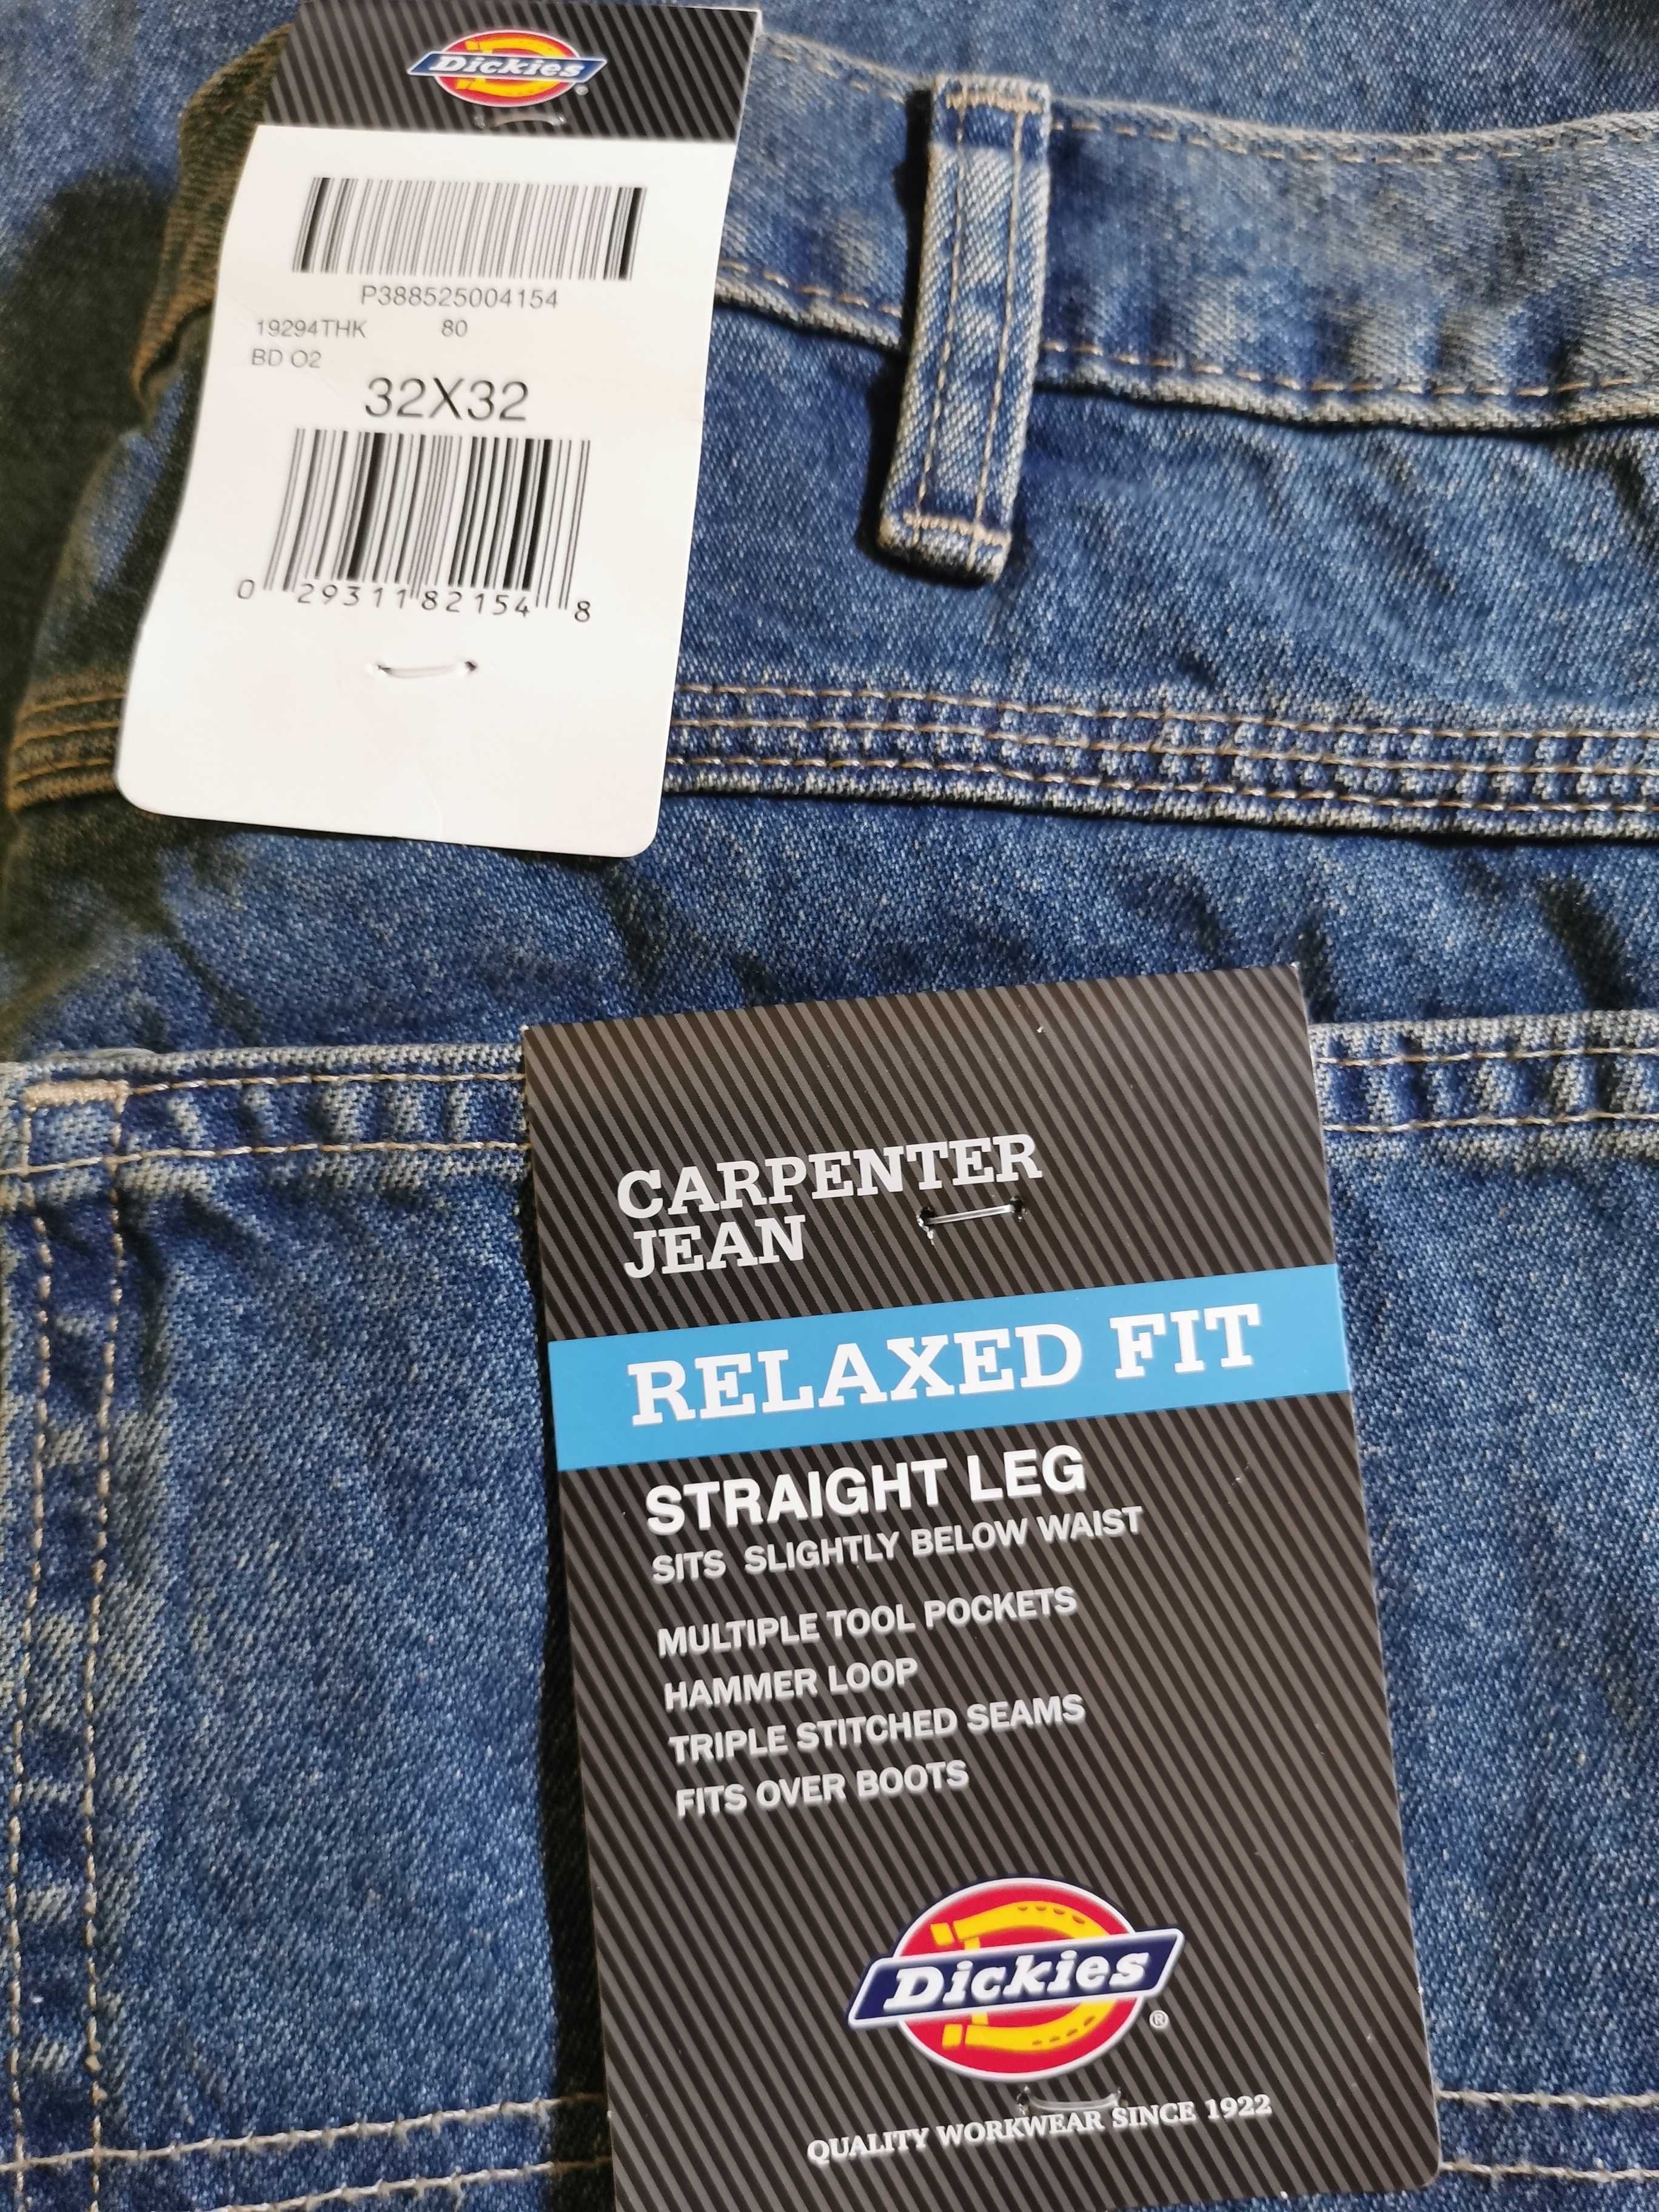 Dickies®
P388525004154
19294THK 80
BD O2
32X32
0 29311 82154 8
CARPENTER
JEAN
RELAXED FIT
STRAIGHT LEG
SITS SLIGHTLY BELOW WAIST
MULTIPLE TOOL POCKETS
HAMMER LOOP
TRIPLE STITCHED SEAMS
FITS OVER BOOTS
Dickies®
QUALITY WORKWEAR SINCE 1922